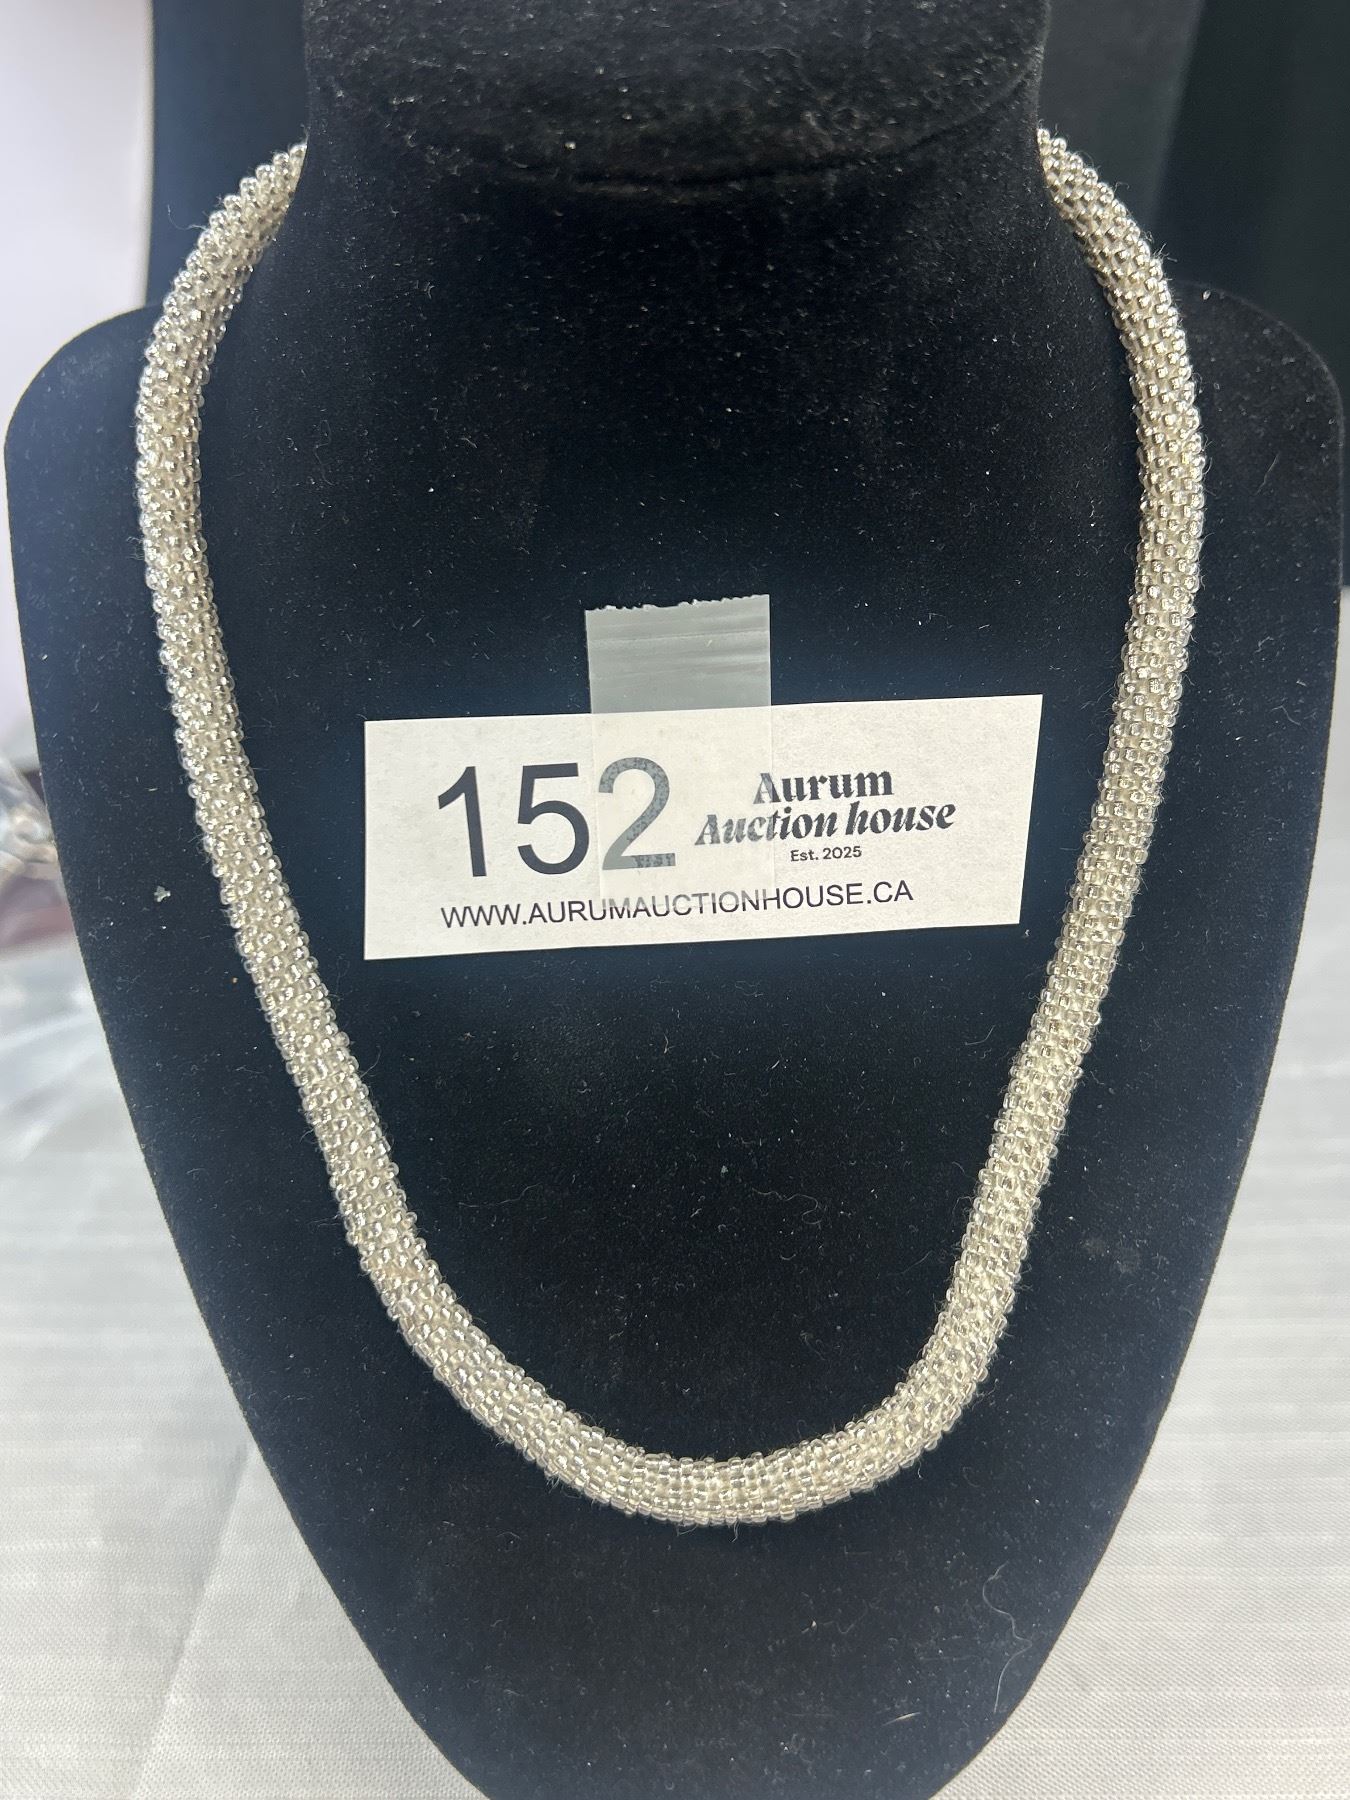 152
Aurum
Auction house
Est. 2025
WWW.AURUMAUCTIONHOUSE.CA